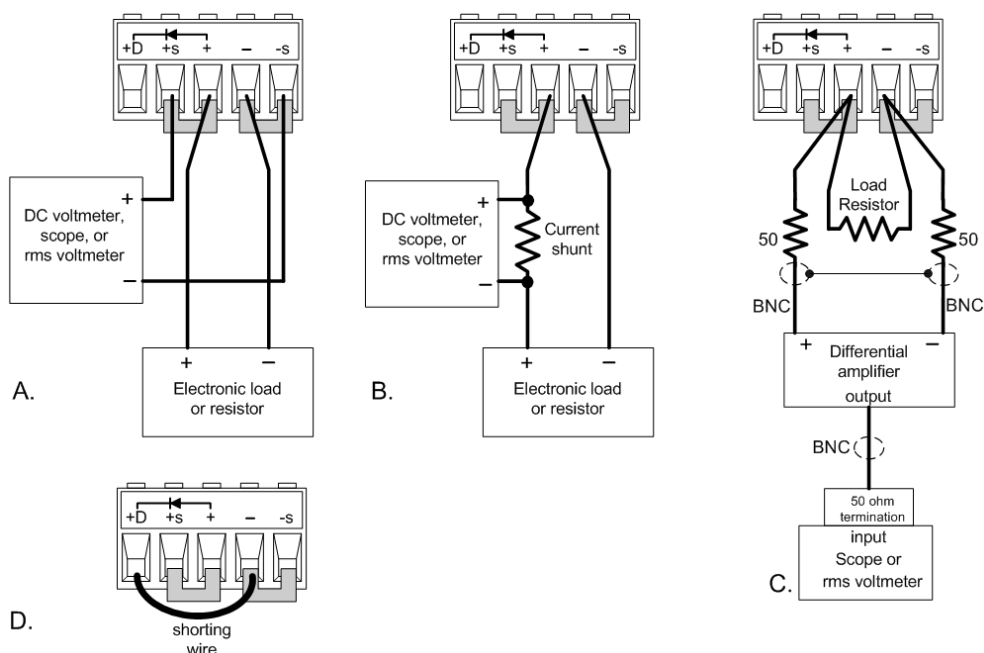 +D +s + − -s
+
DC voltmeter,
scope, or
rms voltmeter
−
+ −
Electronic load
or resistor
A.
+D +s + − -s
+
DC voltmeter,
scope, or
rms voltmeter
−
Current
shunt
+ −
Electronic load
or resistor
B.
+D +s + − -s
Load
Resistor
50 50
BNC BNC
+ −
Differential
amplifier
output
BNC
50 ohm
termination
input
Scope or
rms voltmeter
C.
+D +s + − -s
D.
shorting
wire